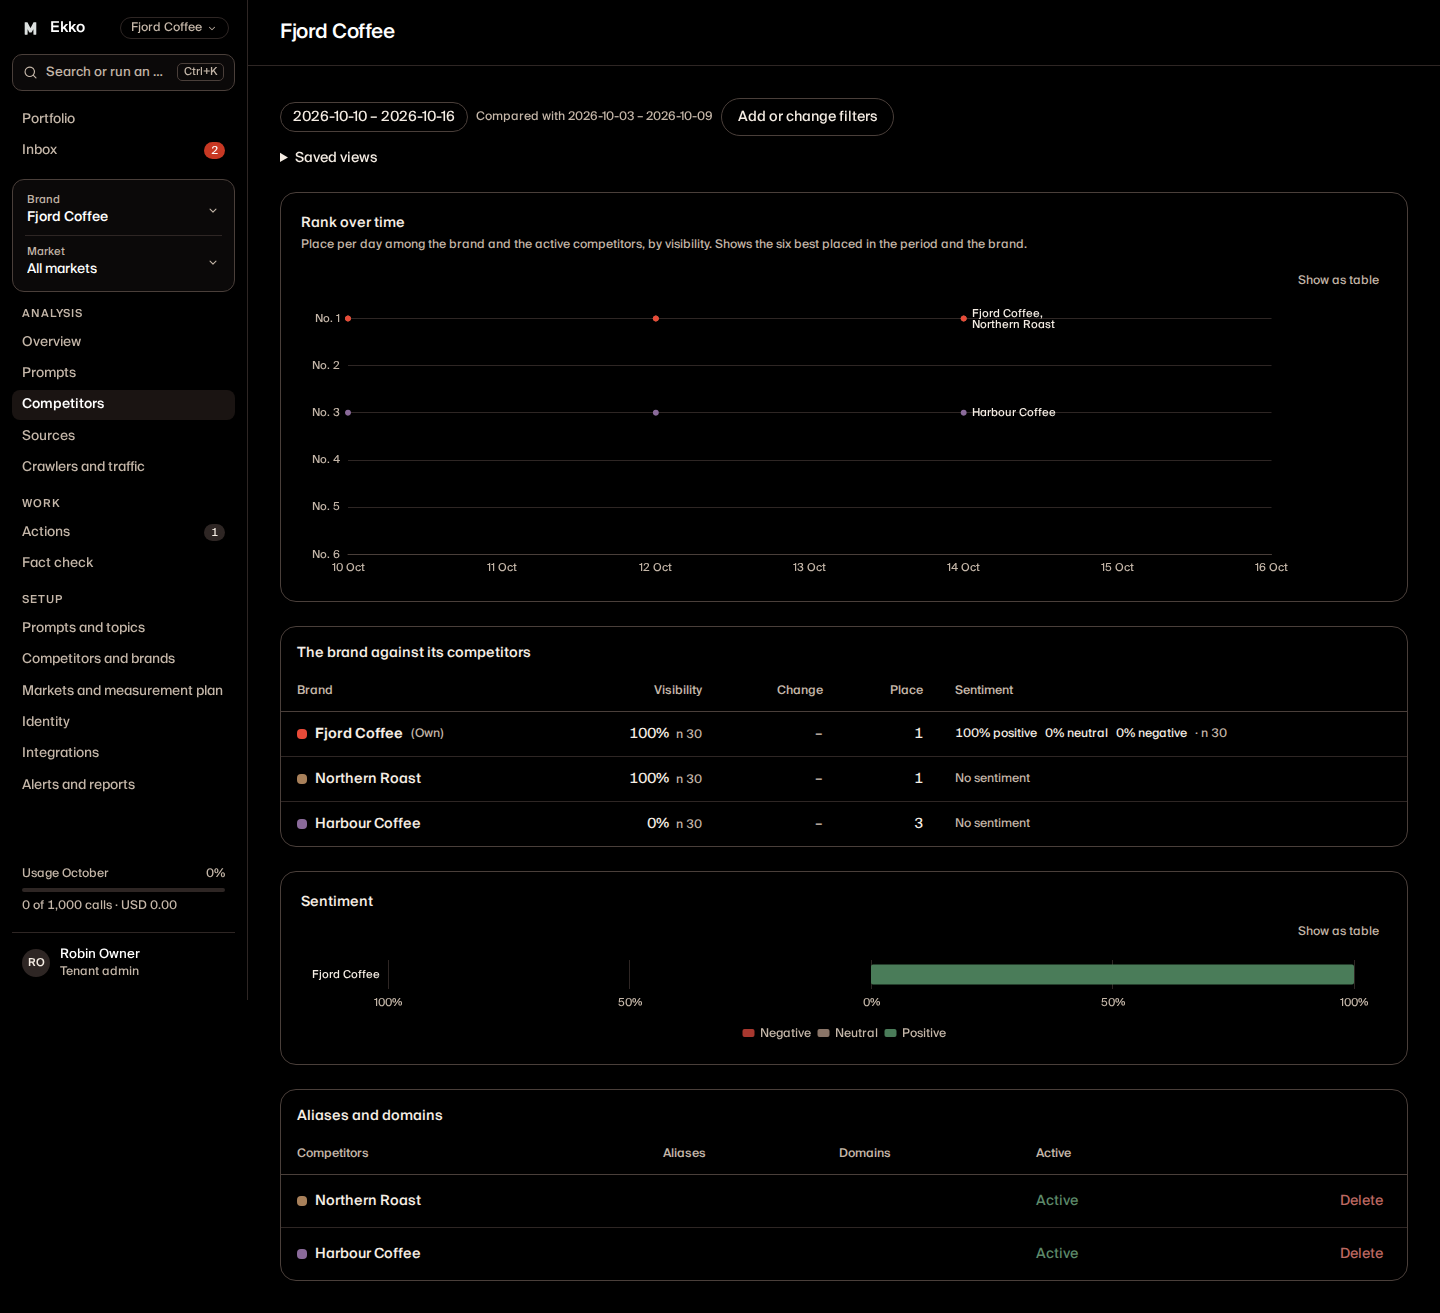 Ekko
Fjord Coffee
Search or run an ...
Ctrl+K
Portfolio
Inbox
2
Brand
Fjord Coffee
Market
All markets
ANALYSIS
Overview
Prompts
Competitors
Sources
Crawlers and traffic
WORK
Actions
1
Fact check
SETUP
Prompts and topics
Competitors and brands
Markets and measurement plan
Identity
Integrations
Alerts and reports
Usage October
0%
0 of 1,000 calls · USD 0.00
RO
Robin Owner
Tenant admin
Fjord Coffee
2026-10-10 – 2026-10-16
Compared with 2026-10-03 – 2026-10-09
Add or change filters
Saved views
Rank over time
Place per day among the brand and the active competitors, by visibility. Shows the six best placed in the period and the brand.
Show as table
No. 1
Fjord Coffee,
Northern Roast
No. 2
No. 3
Harbour Coffee
No. 4
No. 5
No. 6
10 Oct 11 Oct 12 Oct 13 Oct 14 Oct 15 Oct 16 Oct
The brand against its competitors
Brand Visibility Change Place Sentiment
Fjord Coffee (Own) 100% n 30 – 1 100% positive 0% neutral 0% negative · n 30
Northern Roast 100% n 30 – 1 No sentiment
Harbour Coffee 0% n 30 – 3 No sentiment
Sentiment
Show as table
Fjord Coffee
100% 50% 0% 50% 100%
Negative Neutral Positive
Aliases and domains
Competitors Aliases Domains Active
Northern Roast Active Delete
Harbour Coffee Active Delete